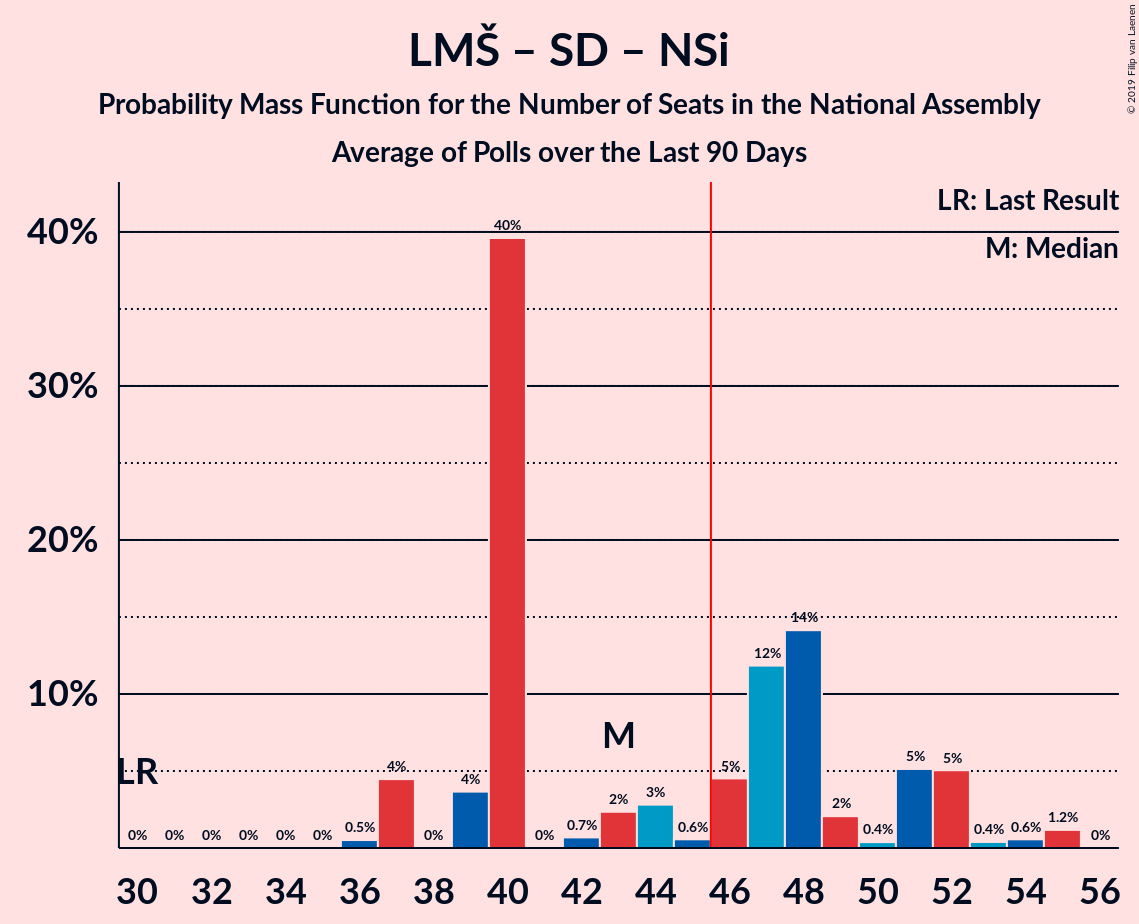 LMŠ – SD – NSi
Probability Mass Function for the Number of Seats in the National Assembly
Average of Polls over the Last 90 Days
© 2019 Filip van Laenen
LR: Last Result
M: Median
40%
30%
20%
10%
LR
M
0% 0% 0% 0% 0% 0% 0.5% 4% 0% 4% 40% 0% 0.7% 2% 3% 0.6% 5% 12% 14% 2% 0.4% 5% 5% 0.4% 0.6% 1.2% 0%
30 32 34 36 38 40 42 44 46 48 50 52 54 56